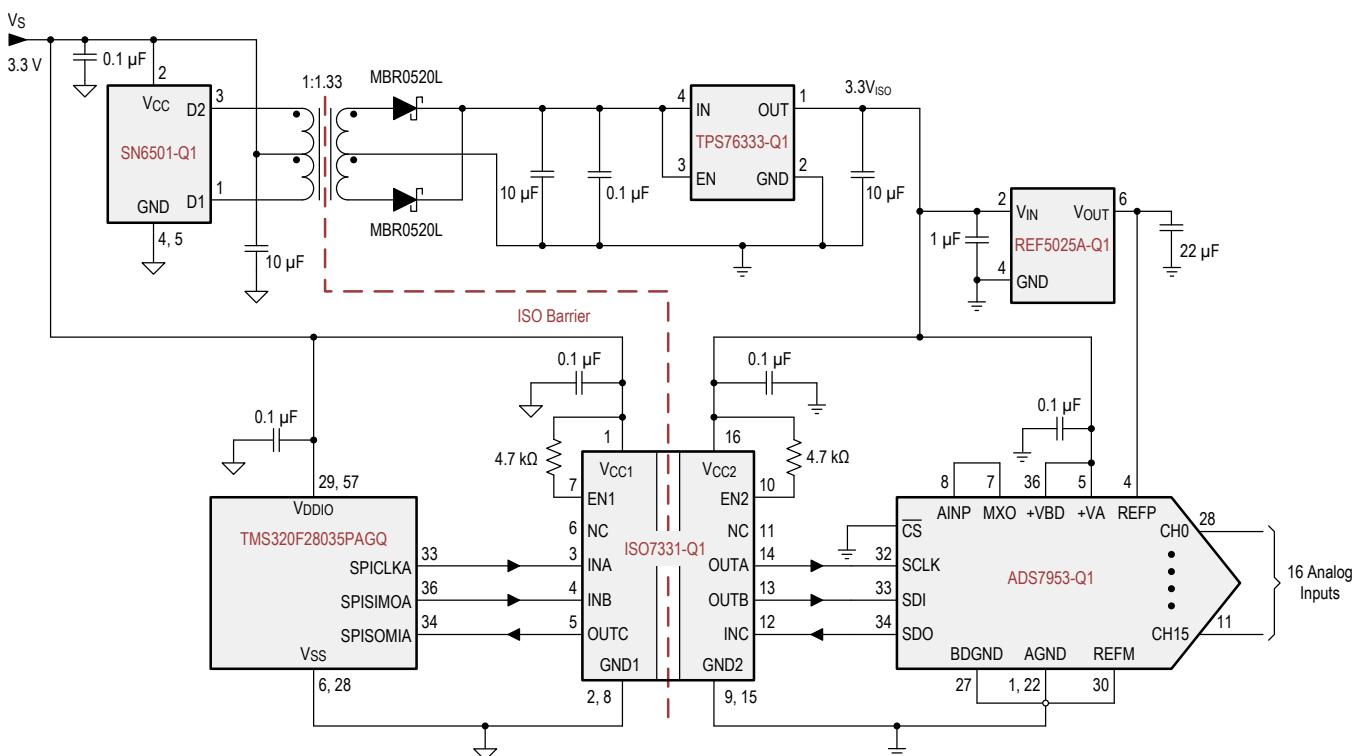 VS
3.3 V
0.1 µF
2
VCC
D2
3
SN6501-Q1
D1
1
GND
4, 5
10 µF
1:1.33
MBR0520L
MBR0520L
10 µF
0.1 µF
4
IN
OUT
1
TPS76333-Q1
3
EN
GND
2
3.3VISO
10 µF
2
VIN
VOUT
6
REF5025A-Q1
1 µF
4
GND
22 µF
ISO Barrier
0.1 µF
0.1 µF
0.1 µF
0.1 µF
4.7 kΩ
4.7 kΩ
29, 57
VDDIO
TMS320F28035PAGQ
SPICLKA
33
SPISIMOA
36
SPISOMIA
34
VSS
6, 28
1
VCC1
7
EN1
6
NC
3
INA
4
INB
5
OUTC
GND1
2, 8
ISO7331-Q1
16
VCC2
EN2
10
NC
11
OUTA
14
OUTB
13
INC
12
GND2
9, 15
8
7
36
5
4
AINP
MXO
+VBD
+VA
REFP
CS
32
SCLK
33
SDI
34
SDO
ADS7953-Q1
CH0
28
CH15
11
16 Analog
Inputs
BDGND
AGND
REFM
27
1, 22
30